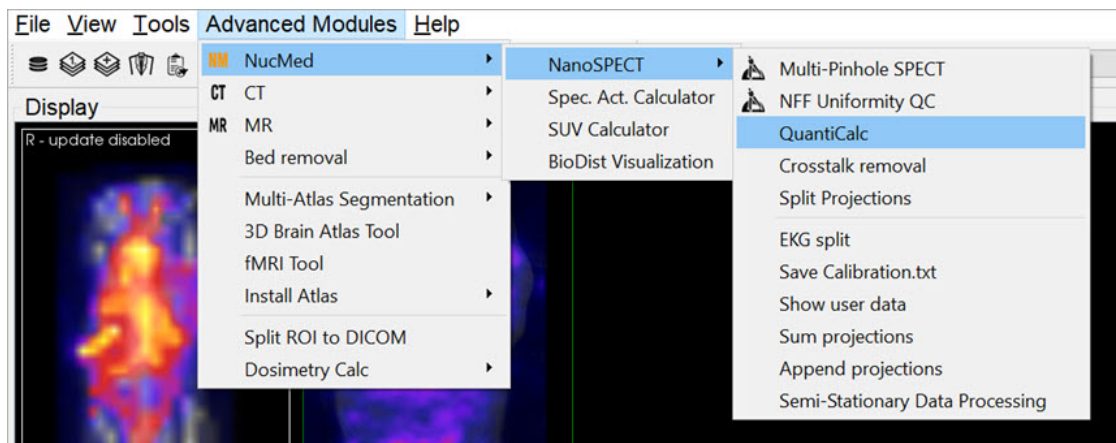 File View Tools Advanced Modules Help
Display
R - update disabled
NM NucMed
CT CT
MR MR
Bed removal
Multi-Atlas Segmentation
3D Brain Atlas Tool
fMRI Tool
Install Atlas
Split ROI to DICOM
Dosimetry Calc
NanoSPECT
Spec. Act. Calculator
SUV Calculator
BioDist Visualization
Multi-Pinhole SPECT
NFF Uniformity QC
QuantiCalc
Crosstalk removal
Split Projections
EKG split
Save Calibration.txt
Show user data
Sum projections
Append projections
Semi-Stationary Data Processing